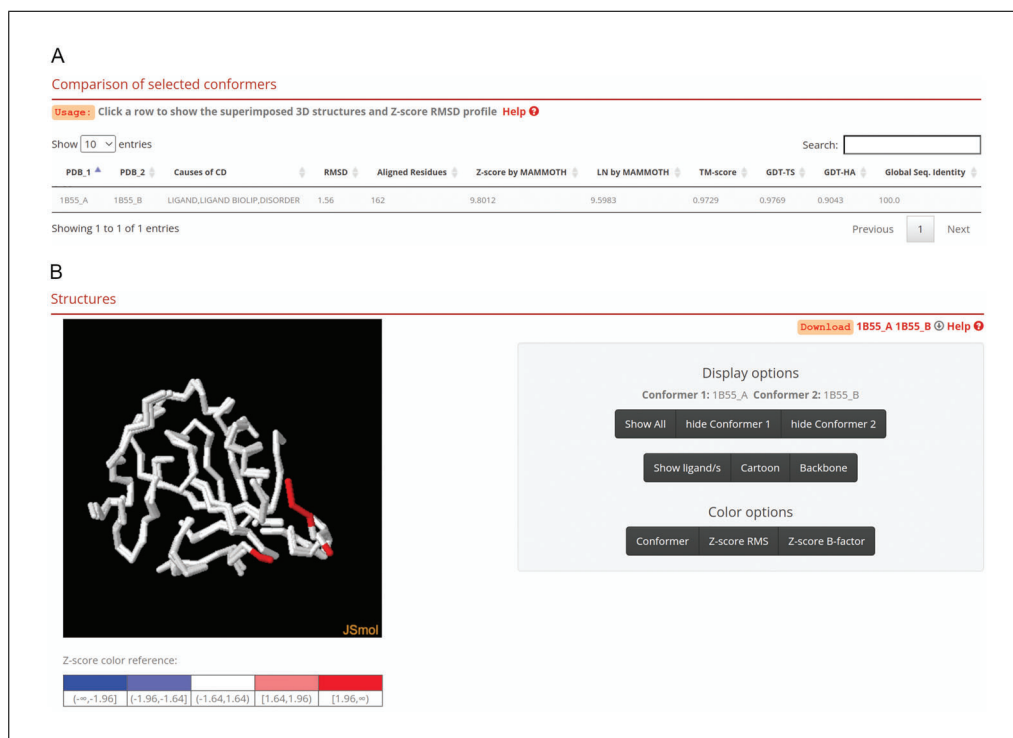 A
Comparison of selected conformers
Usage: Click a row to show the superimposed 3D structures and Z-score RMSD profile Help ?
Show 10 entries Search:
PDB_1 PDB_2 Causes of CD RMSD Aligned Residues Z-score by MAMMOTH LN by MAMMOTH TM-score GDT-TS GDT-HA Global Seq. Identity
1B55_A 1B55_B LIGAND,LIGAND BIOLIP,DISORDER 1.56 162 9.8012 9.5983 0.9729 0.9769 0.9043 100.0
Showing 1 to 1 of 1 entries Previous 1 Next
B
Structures
Download 1B55_A 1B55_B Help ?
Display options
Conformer 1: 1B55_A Conformer 2: 1B55_B
Show All hide Conformer 1 hide Conformer 2
Show ligand/s Cartoon Backbone
Color options
Conformer Z-score RMS Z-score B-factor
JSmol
Z-score color reference:
(-∞,-1.96] (-1.96,-1.64] (-1.64,1.64) [1.64,1.96) [1.96,∞)